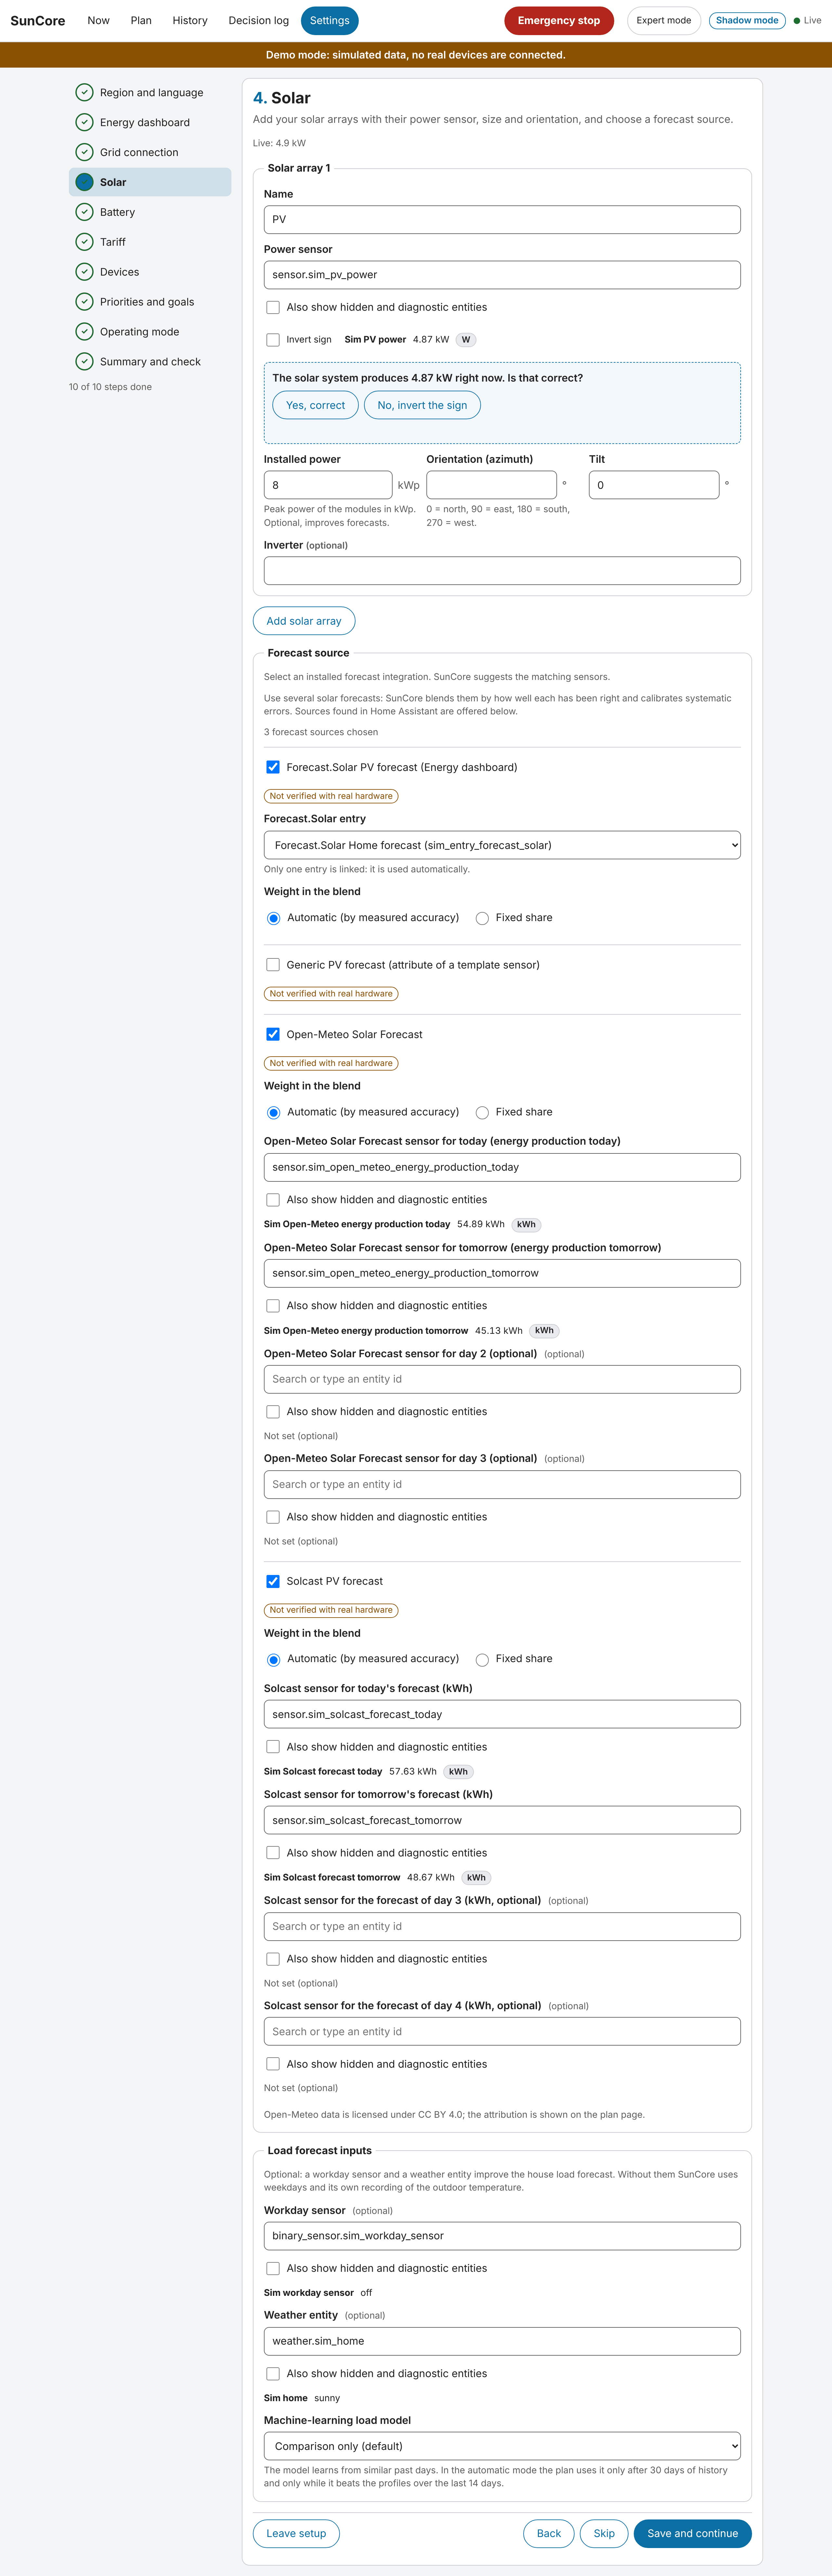 SunCore
Now
Plan
History
Decision log
Settings
Emergency stop
Expert mode
Shadow mode
Live
Demo mode: simulated data, no real devices are connected.
Region and language
Energy dashboard
Grid connection
Solar
Battery
Tariff
Devices
Priorities and goals
Operating mode
Summary and check
10 of 10 steps done
4. Solar
Add your solar arrays with their power sensor, size and orientation, and choose a forecast source.
Live: 4.9 kW
Solar array 1
Name
PV
Power sensor
sensor.sim_pv_power
Also show hidden and diagnostic entities
Invert sign Sim PV power 4.87 kW W
The solar system produces 4.87 kW right now. Is that correct?
Yes, correct
No, invert the sign
Installed power
8 kWp
Peak power of the modules in kWp.
Optional, improves forecasts.
Orientation (azimuth)
°
0 = north, 90 = east, 180 = south,
270 = west.
Tilt
0 °
Inverter (optional)
Add solar array
Forecast source
Select an installed forecast integration. SunCore suggests the matching sensors.
Use several solar forecasts: SunCore blends them by how well each has been right and calibrates systematic
errors. Sources found in Home Assistant are offered below.
3 forecast sources chosen
Forecast.Solar PV forecast (Energy dashboard)
Not verified with real hardware
Forecast.Solar entry
Forecast.Solar Home forecast (sim_entry_forecast_solar)
Only one entry is linked: it is used automatically.
Weight in the blend
Automatic (by measured accuracy) Fixed share
Generic PV forecast (attribute of a template sensor)
Not verified with real hardware
Open-Meteo Solar Forecast
Not verified with real hardware
Weight in the blend
Automatic (by measured accuracy) Fixed share
Open-Meteo Solar Forecast sensor for today (energy production today)
sensor.sim_open_meteo_energy_production_today
Also show hidden and diagnostic entities
Sim Open-Meteo energy production today 54.89 kWh kWh
Open-Meteo Solar Forecast sensor for tomorrow (energy production tomorrow)
sensor.sim_open_meteo_energy_production_tomorrow
Also show hidden and diagnostic entities
Sim Open-Meteo energy production tomorrow 45.13 kWh kWh
Open-Meteo Solar Forecast sensor for day 2 (optional) (optional)
Search or type an entity id
Also show hidden and diagnostic entities
Not set (optional)
Open-Meteo Solar Forecast sensor for day 3 (optional) (optional)
Search or type an entity id
Also show hidden and diagnostic entities
Not set (optional)
Solcast PV forecast
Not verified with real hardware
Weight in the blend
Automatic (by measured accuracy) Fixed share
Solcast sensor for today's forecast (kWh)
sensor.sim_solcast_forecast_today
Also show hidden and diagnostic entities
Sim Solcast forecast today 57.63 kWh kWh
Solcast sensor for tomorrow's forecast (kWh)
sensor.sim_solcast_forecast_tomorrow
Also show hidden and diagnostic entities
Sim Solcast forecast tomorrow 48.67 kWh kWh
Solcast sensor for the forecast of day 3 (kWh, optional) (optional)
Search or type an entity id
Also show hidden and diagnostic entities
Not set (optional)
Solcast sensor for the forecast of day 4 (kWh, optional) (optional)
Search or type an entity id
Also show hidden and diagnostic entities
Not set (optional)
Open-Meteo data is licensed under CC BY 4.0; the attribution is shown on the plan page.
Load forecast inputs
Optional: a workday sensor and a weather entity improve the house load forecast. Without them SunCore uses
weekdays and its own recording of the outdoor temperature.
Workday sensor (optional)
binary_sensor.sim_workday_sensor
Also show hidden and diagnostic entities
Sim workday sensor off
Weather entity (optional)
weather.sim_home
Also show hidden and diagnostic entities
Sim home sunny
Machine-learning load model
Comparison only (default)
The model learns from similar past days. In the automatic mode the plan uses it only after 30 days of history
and only while it beats the profiles over the last 14 days.
Leave setup
Back
Skip
Save and continue